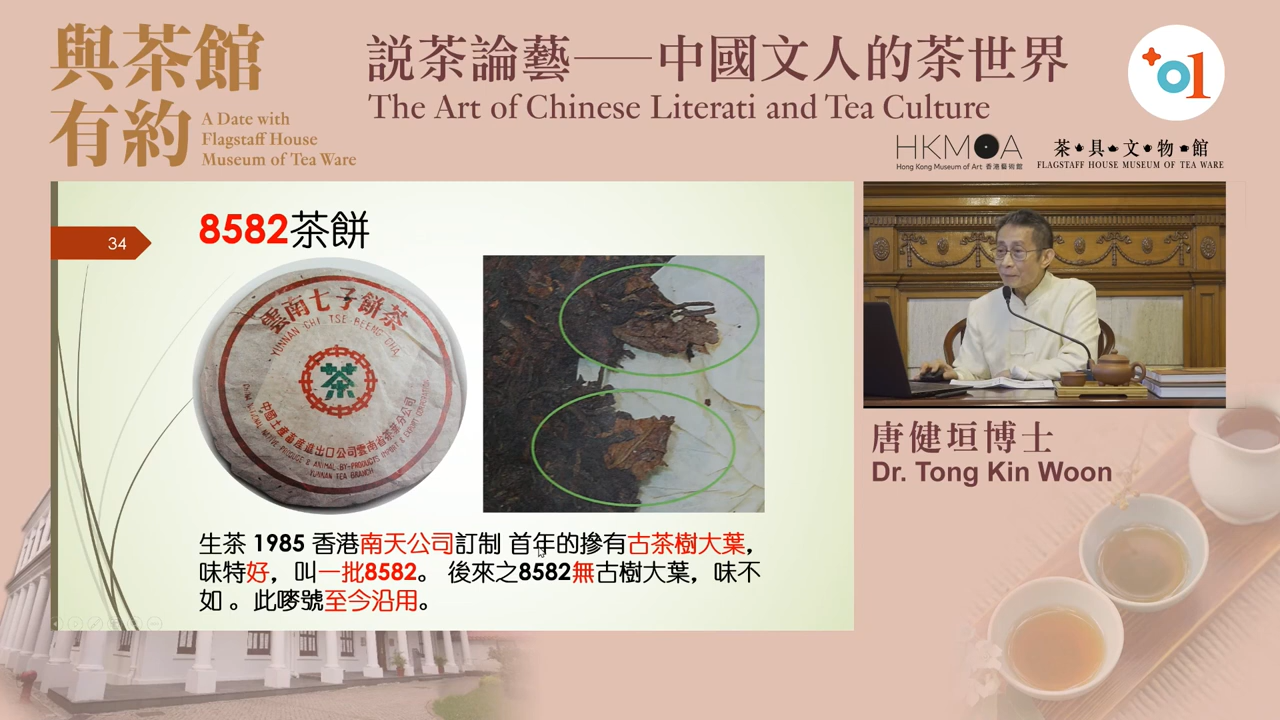 與茶館
有約
A Date with
Flagstaff House
Museum of Tea Ware
説茶論藝——中國文人的茶世界
The Art of Chinese Literati and Tea Culture
01
HKMOA
Hong Kong Museum of Art 香港藝術館
茶具文物館
FLAGSTAFF HOUSE MUSEUM OF TEA WARE
34
8582茶餅
雲南七子餅茶
YUNNAN CHI TSE BEENG CHA
茶
中國土產畜產進出口公司雲南省茶葉分公司
CHINA NATIONAL NATIVE PRODUCE & ANIMAL BY-PRODUCTS IMPORT & EXPORT CORPORATION
YUNNAN TEA BRANCH
生茶 1985 香港南天公司訂制 首年的摻有古茶樹大葉,
味特好, 叫一批8582。 後來之8582無古樹大葉, 味不
如 。此嘜號至今沿用。
唐健垣博士
Dr. Tong Kin Woon